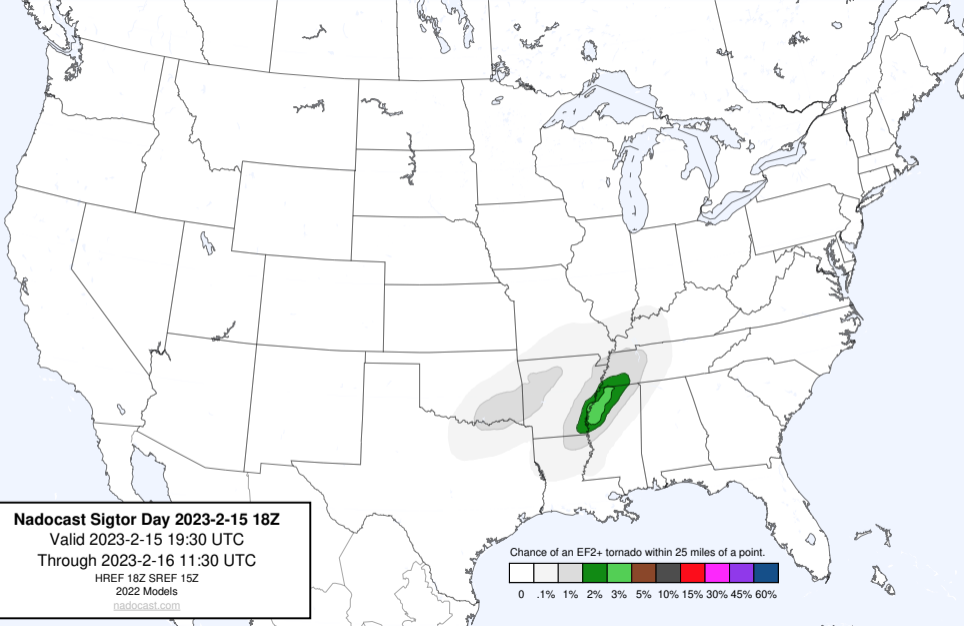 Nadocast Sigtor Day 2023-2-15 18Z
Valid 2023-2-15 19:30 UTC
Through 2023-2-16 11:30 UTC
HREF 18Z SREF 15Z
2022 Models
nadocast.com
Chance of an EF2+ tornado within 25 miles of a point.
0 .1% 1% 2% 3% 5% 10% 15% 30% 45% 60%